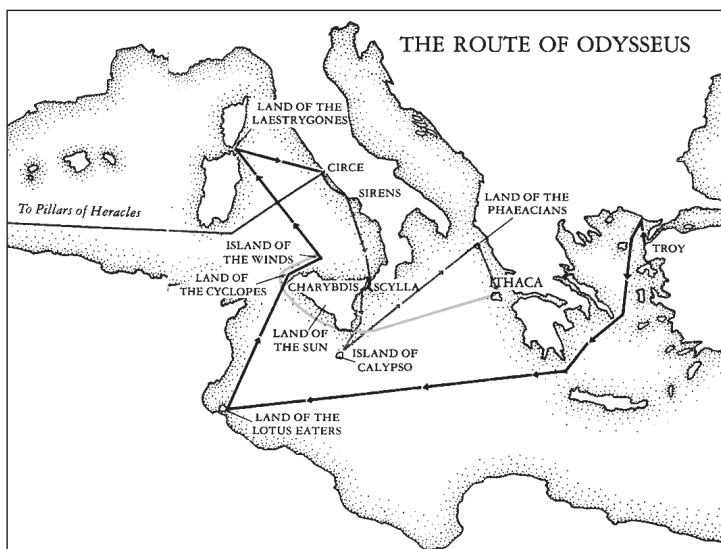 THE ROUTE OF ODYSSEUS
LAND OF THE
LAESTRYGONES
CIRCE
SIRENS
LAND OF THE
PHAEACIANS
To Pillars of Heracles
TROY
ISLAND OF
THE WINDS
LAND OF
THE CYCLOPES
CHARYBDIS
SCYLLA
ITHACA
LAND OF
THE SUN
ISLAND OF
CALYPSO
LAND OF THE
LOTUS EATERS